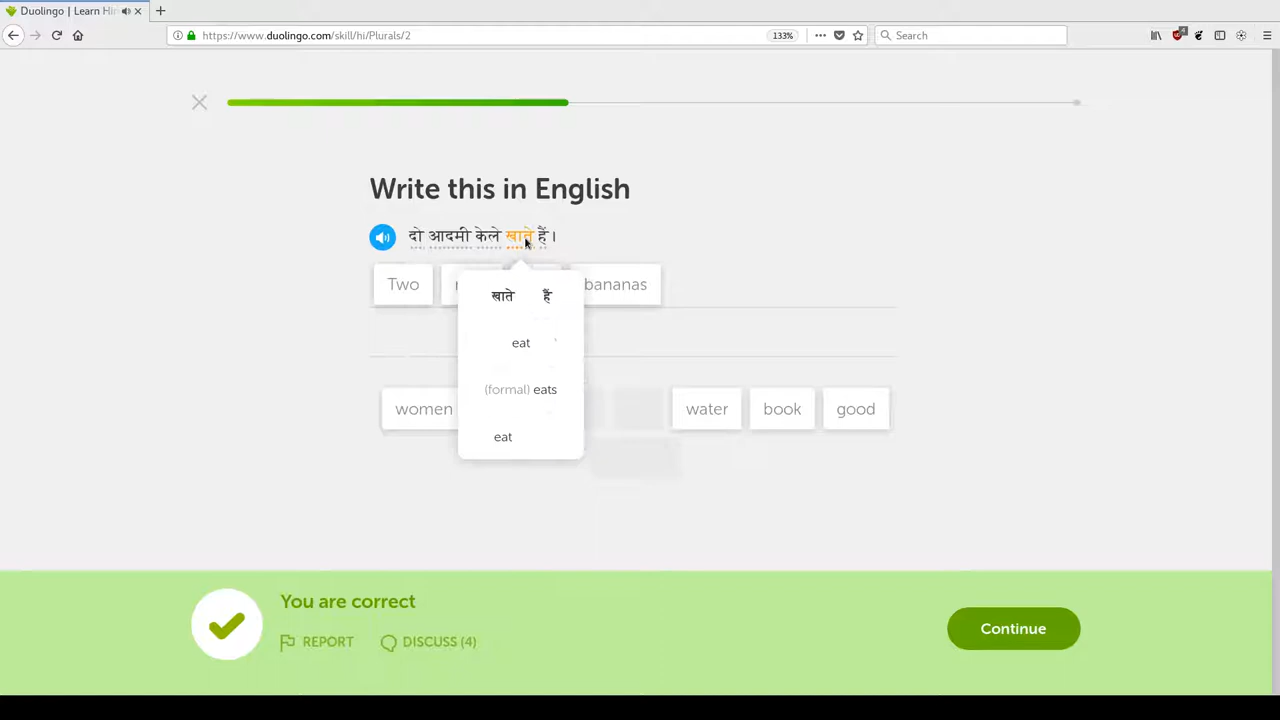 Duolingo | Learn Hi
https://www.duolingo.com/skill/hi/Plurals/2
133%
Search
Write this in English
दो आदमी केले खाते हैं।
Two bananas
खाते हैं
eat
(formal) eats
eat
women water book good
You are correct
REPORT DISCUSS (4)
Continue